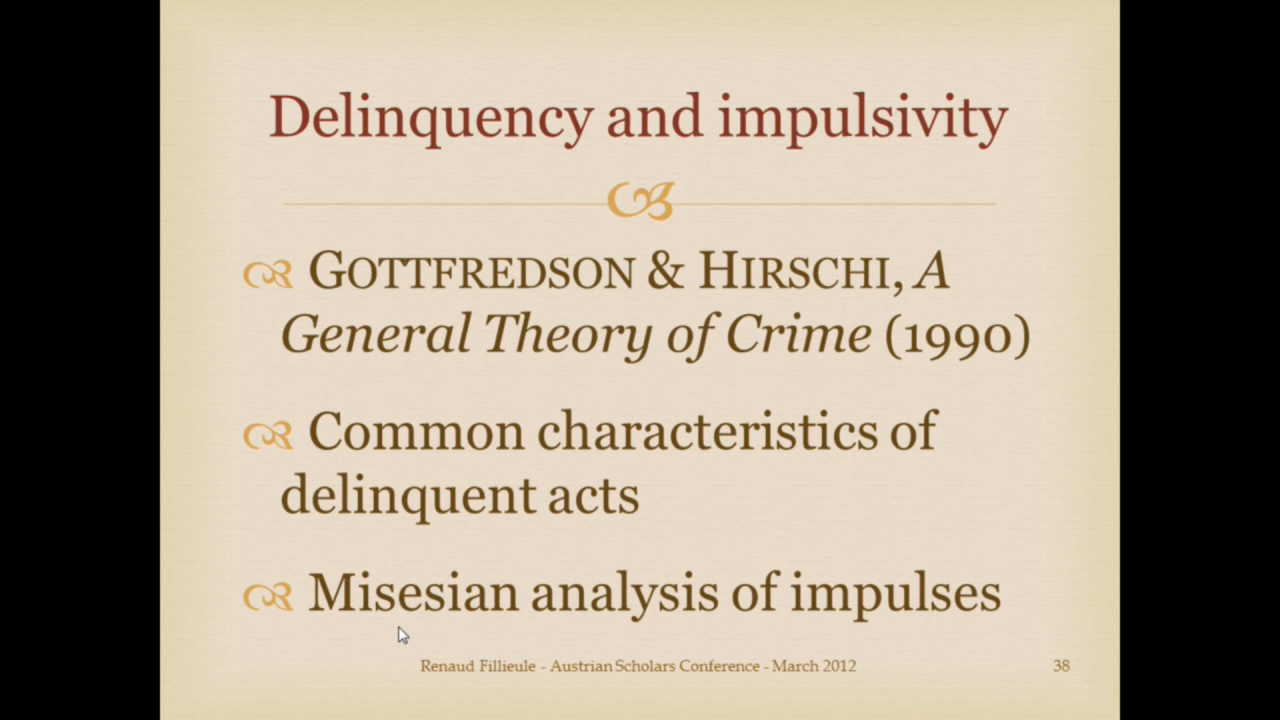 Delinquency and impulsivity
GOTTFREDSON & HIRSCHI, A
General Theory of Crime (1990)
Common characteristics of
delinquent acts
Misesian analysis of impulses
Renaud Fillieule - Austrian Scholars Conference - March 2012
38